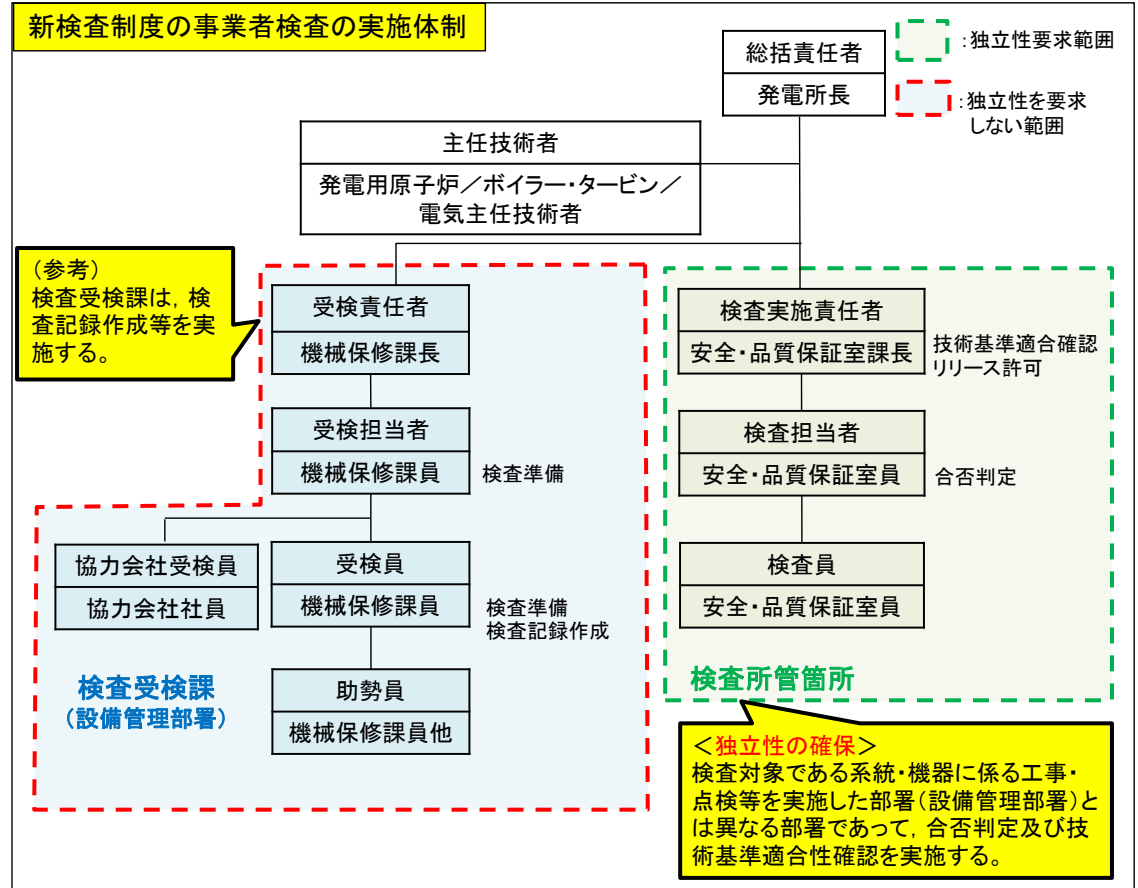 新検査制度の事業者検査の実施体制
:独立性要求範囲
:独立性を要求
しない範囲
総括責任者
発電所長
主任技術者
発電用原子炉／ボイラー・タービン／
電気主任技術者
(参考)
検査受検課は，検
査記録作成等を実
施する。
受検責任者
機械保修課長
受検担当者
機械保修課員
検査準備
協力会社受検員
協力会社社員
受検員
機械保修課員
検査準備
検査記録作成
助勢員
機械保修課員他
検査受検課
(設備管理部署)
検査実施責任者
安全・品質保証室課長
技術基準適合確認
リリース許可
検査担当者
安全・品質保証室員
合否判定
検査員
安全・品質保証室員
検査所管箇所
＜独立性の確保＞
検査対象である系統・機器に係る工事・
点検等を実施した部署(設備管理部署)と
は異なる部署であって，合否判定及び技
術基準適合性確認を実施する。